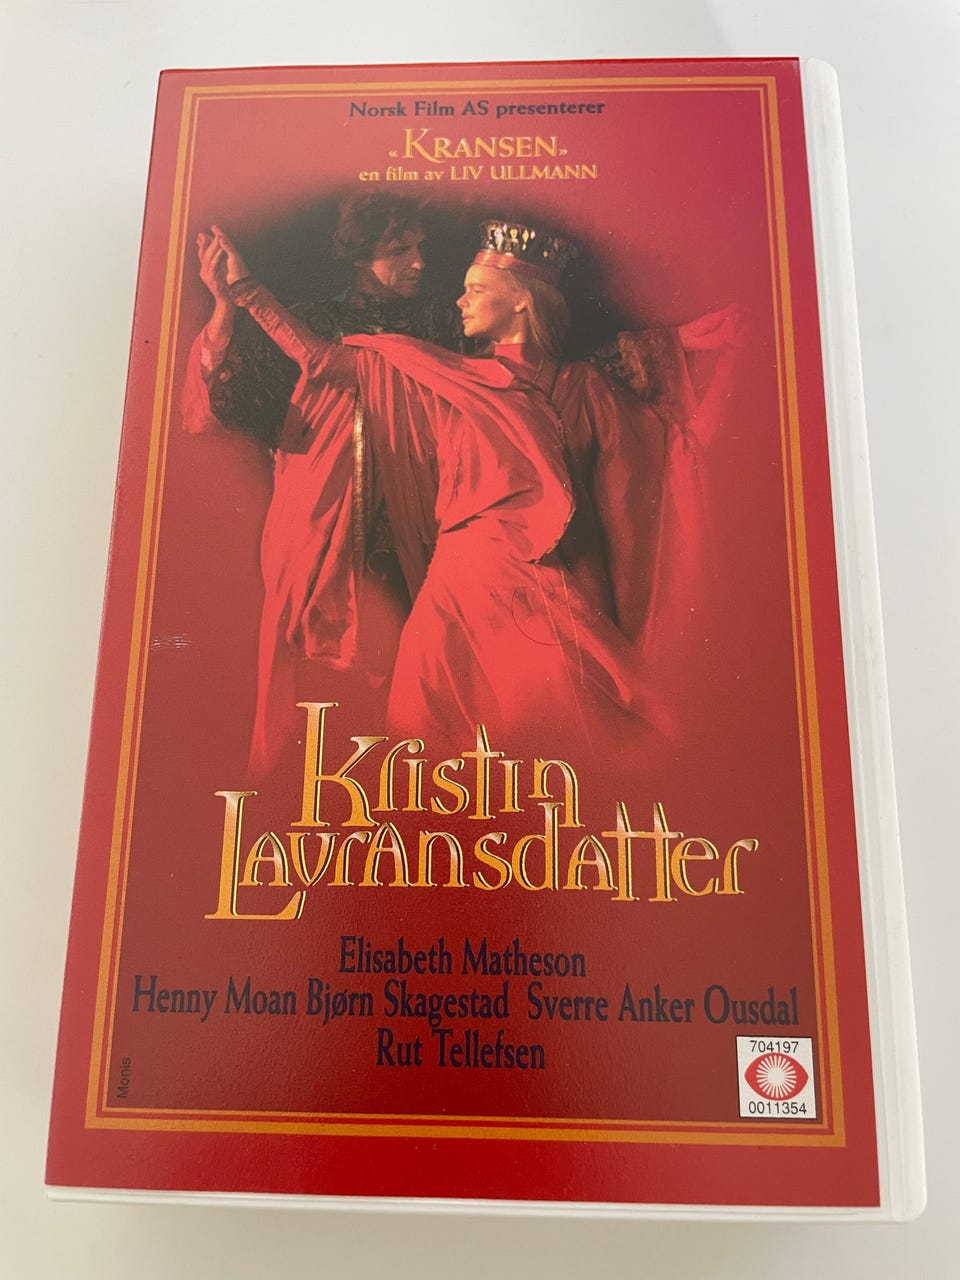 Norsk Film AS presenterer
«KRANSEN»
en film av LIV ULLMANN
Kristin
Lavransdatter
Elisabeth Matheson
Henny Moan Bjørn Skagestad Sverre Anker Ousdal
Rut Tellefsen
Monis
704197
0011354